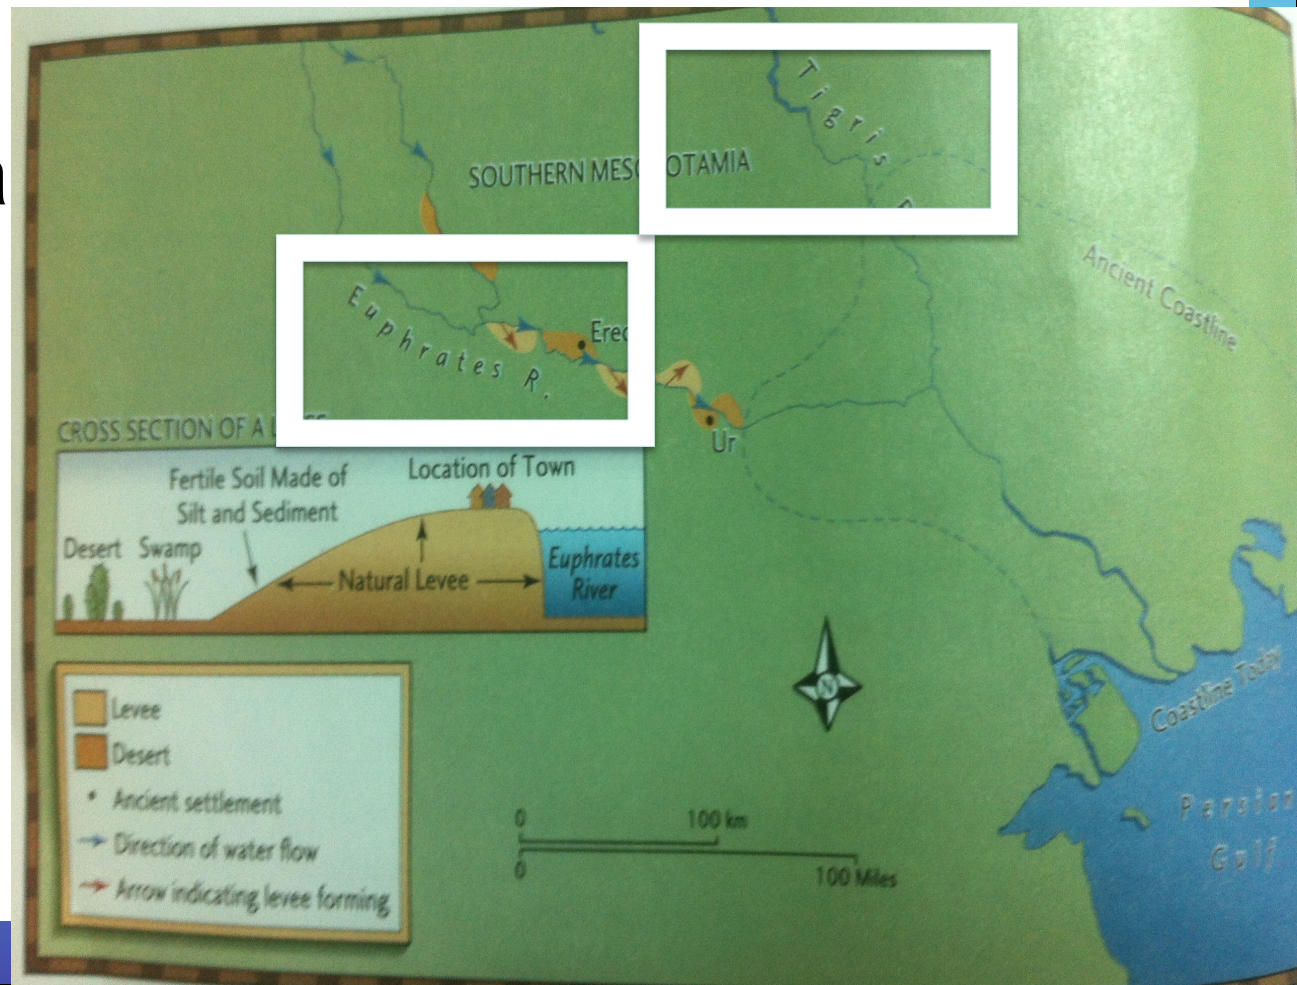 Tigris
SOUTHERN MESOPOTAMIA
Ancient Coastline
Euphrates R.
Ur
CROSS SECTION OF A
Fertile Soil Made of
Silt and Sediment
Location of Town
Desert Swamp
Natural Levee
Euphrates
River
Levee
Desert
Ancient settlement
Direction of water flow
Arrow indicating levee forming
N
0 100 km
0 100 Miles
Coastline Today
Persian
Gulf